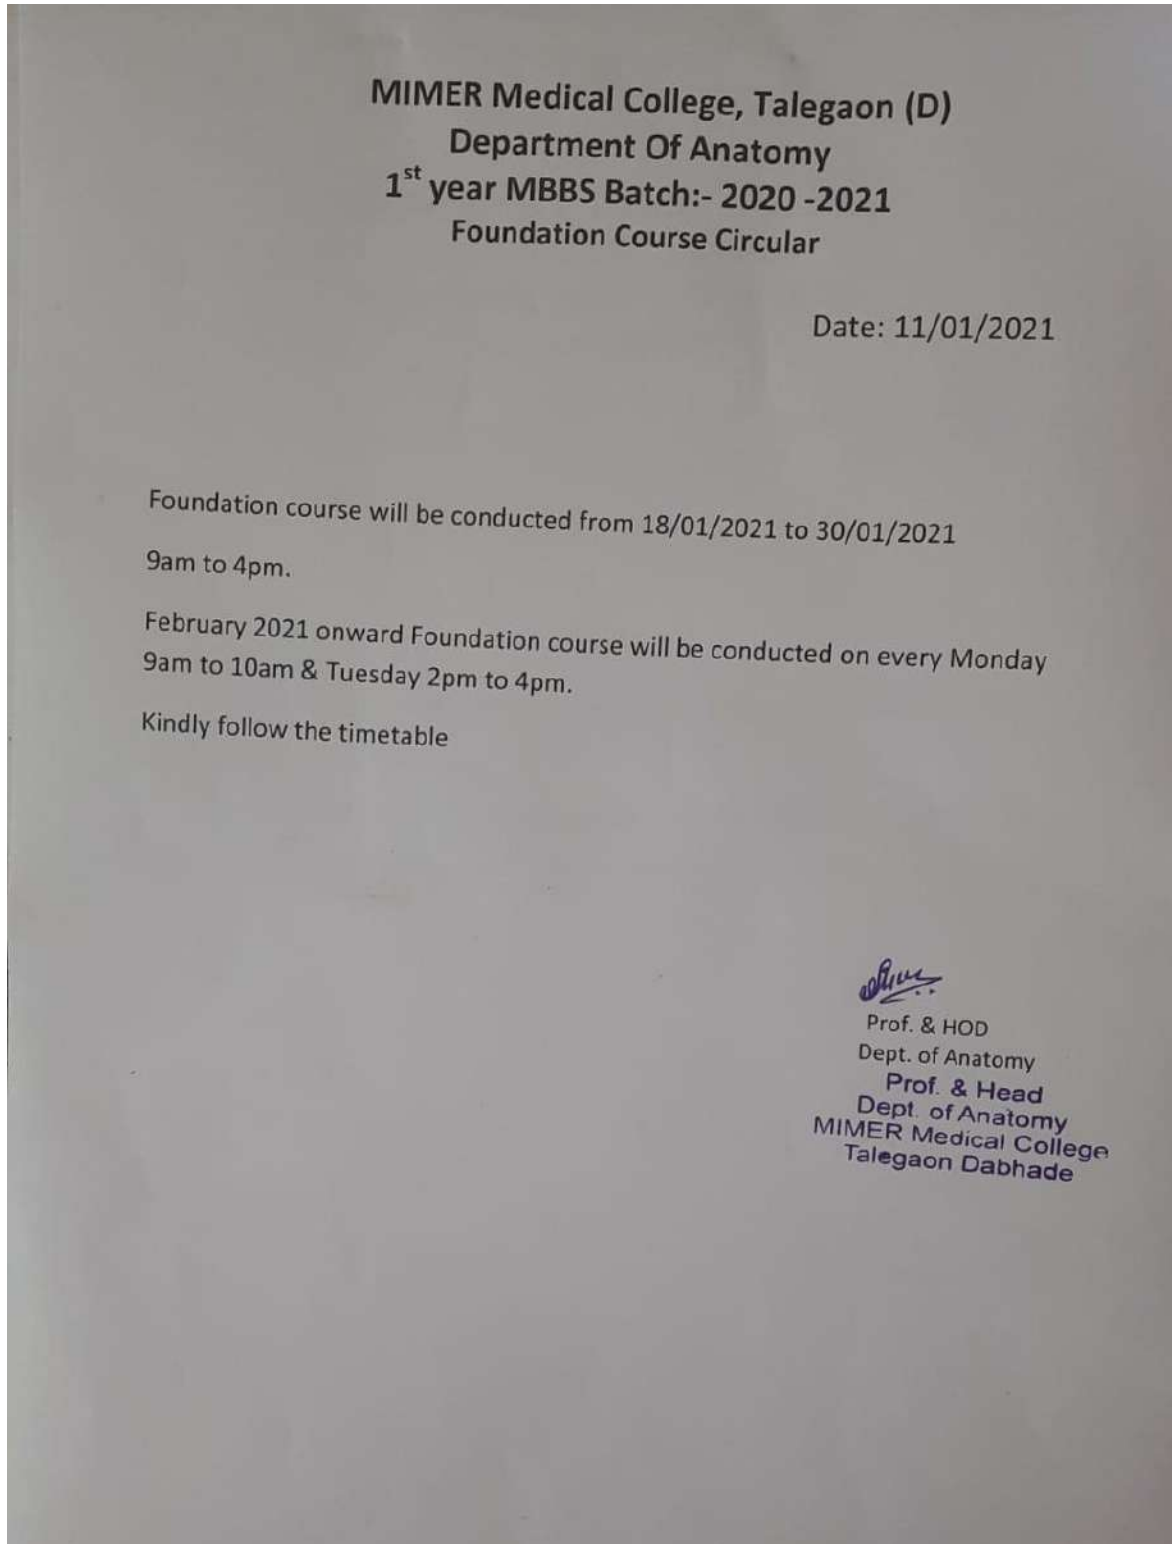 MIMER Medical College, Talegaon (D)
Department Of Anatomy
1st year MBBS Batch:- 2020 -2021
Foundation Course Circular
Date: 11/01/2021
Foundation course will be conducted from 18/01/2021 to 30/01/2021
9am to 4pm.
February 2021 onward Foundation course will be conducted on every Monday
9am to 10am & Tuesday 2pm to 4pm.
Kindly follow the timetable
Prof. & HOD
Dept. of Anatomy
Prof. & Head
Dept. of Anatomy
MIMER Medical College
Talegaon Dabhade